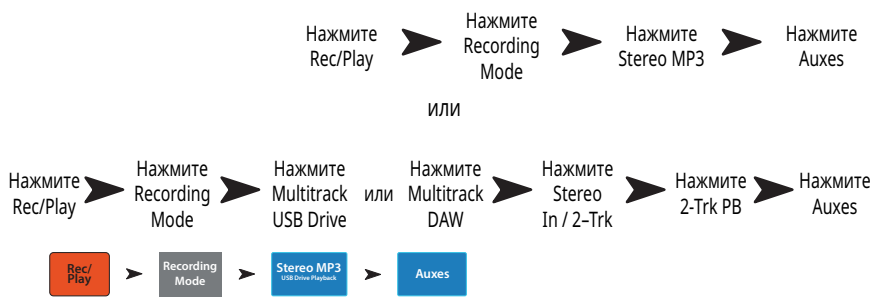 Нажмите
Rec/Play
Нажмите
Recording
Mode
Нажмите
Stereo MP3
Нажмите
Auxes
или
Нажмите
Rec/Play
Нажмите
Recording
Mode
Нажмите
Multitrack
USB Drive
или
Нажмите
Multitrack
DAW
Нажмите
Stereo
In / 2–Trk
Нажмите
2-Trk PB
Нажмите
Auxes
Rec/
Play
Recording
Mode
Stereo MP3
USB Drive Playback
Auxes